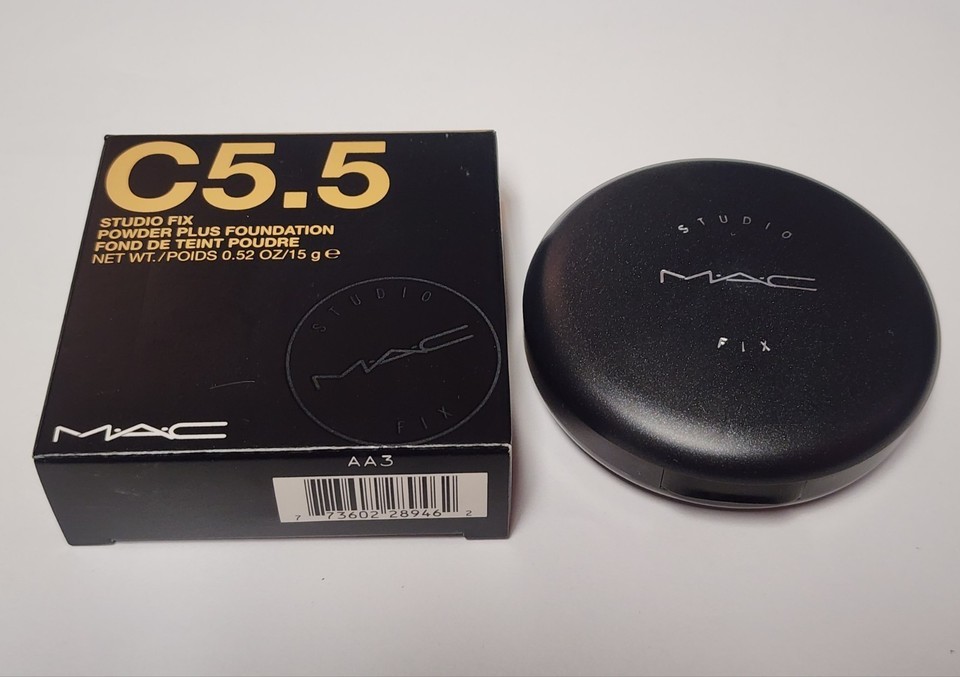 C5.5
STUDIO FIX
POWDER PLUS FOUNDATION
FOND DE TEINT POUDRE
NET WT./POIDS 0.52 OZ/15 g e
STUDIO
M·A·C
FIX
M·A·C
AA3
7 73602 28946 2
STUDIO
M·A·C
FIX